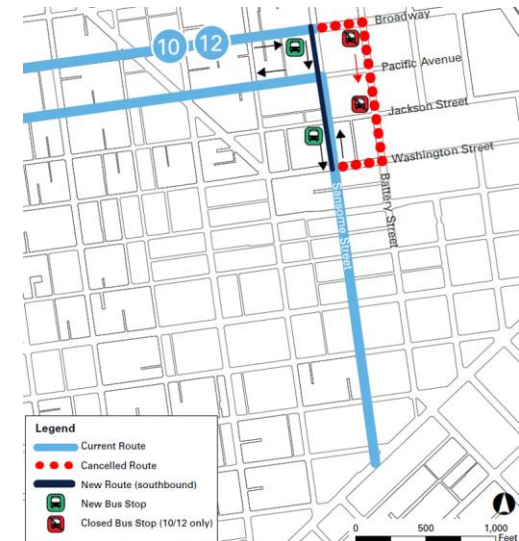 Broadway
10 12
Pacific Avenue
Jackson Street
Washington Street
Battery Street
Sansome Street
Legend
Current Route
Cancelled Route
New Route (southbound)
New Bus Stop
Closed Bus Stop (10/12 only)
0 500 1,000
Feet